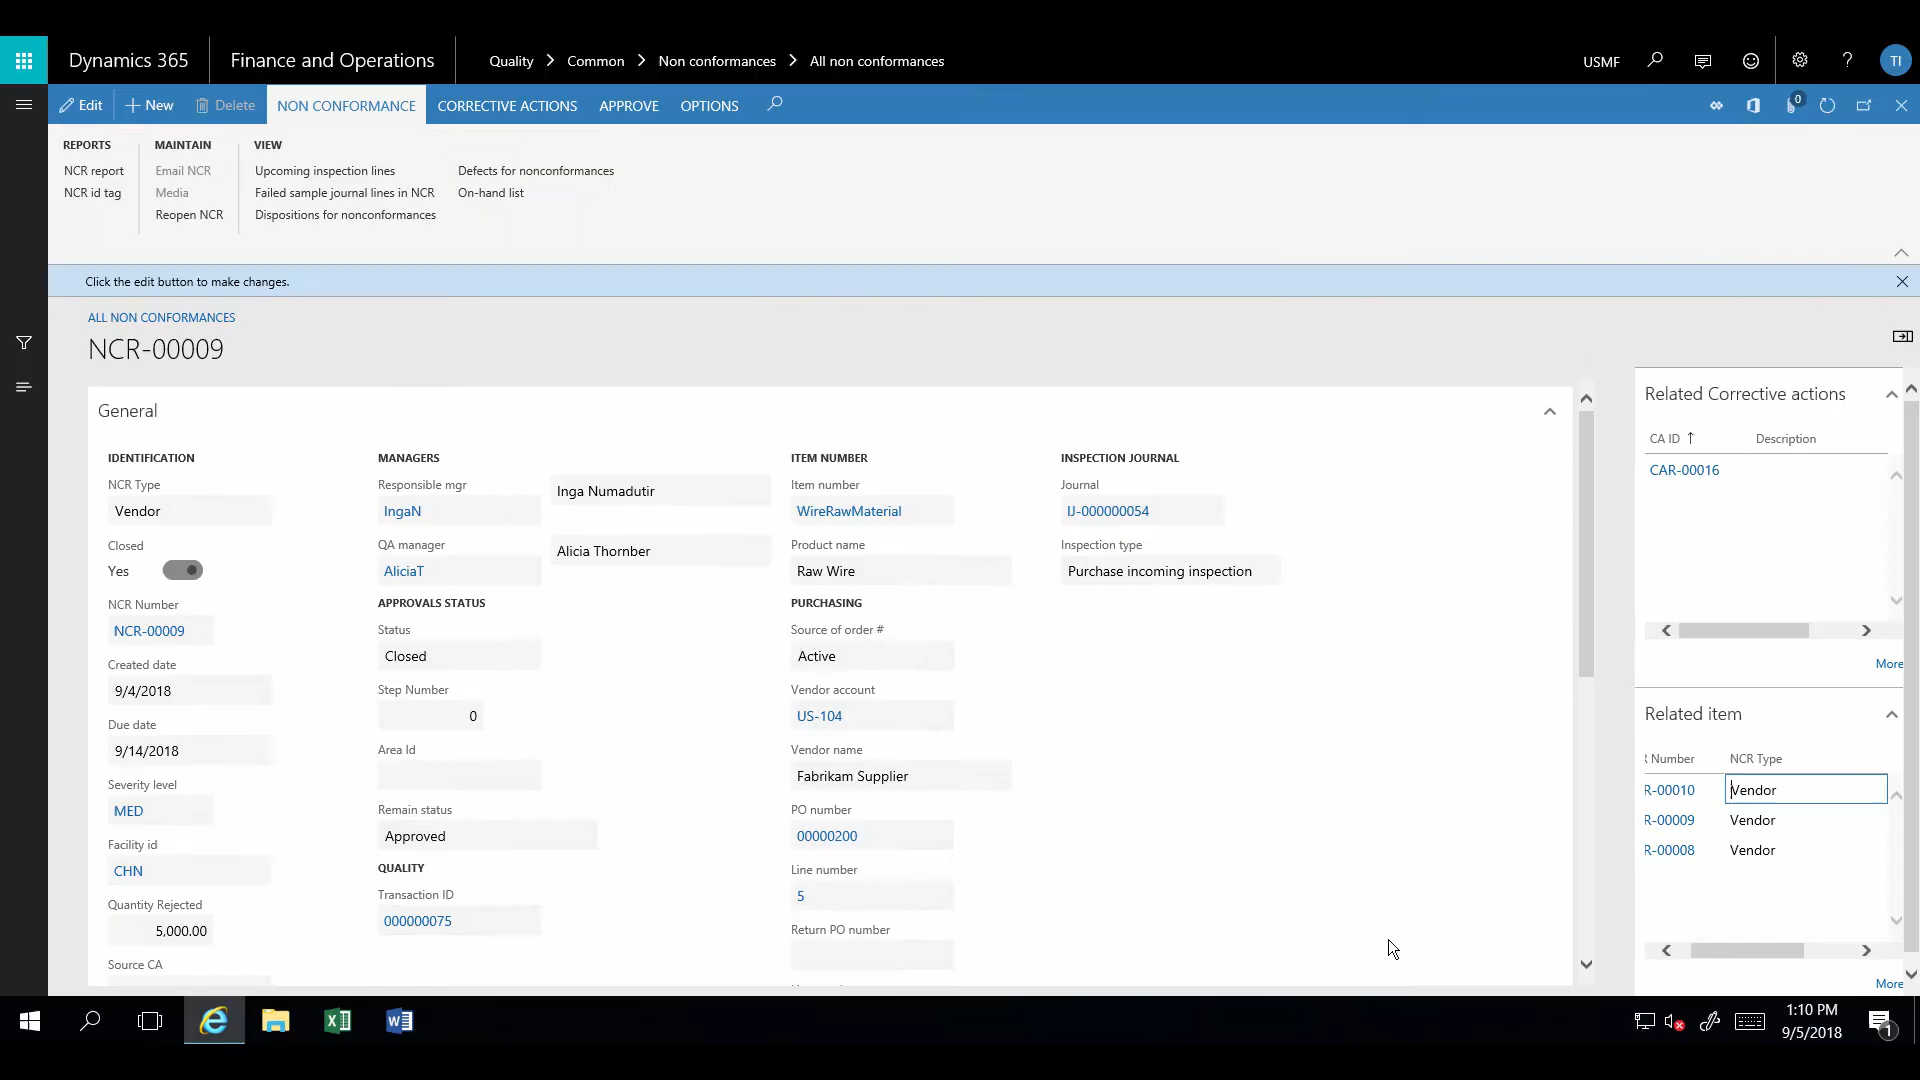 Dynamics 365 Finance and Operations Quality Common Non conformances All non conformances USMF ? TI
Edit New Delete NON CONFORMANCE CORRECTIVE ACTIONS APPROVE OPTIONS 0
REPORTS MAINTAIN VIEW
NCR report Email NCR Upcoming inspection lines Defects for nonconformances
NCR id tag Media Failed sample journal lines in NCR On-hand list
Reopen NCR Dispositions for nonconformances
Click the edit button to make changes.
ALL NON CONFORMANCES
NCR-00009
General
IDENTIFICATION
NCR Type
Vendor
Closed
Yes
NCR Number
NCR-00009
Created date
9/4/2018
Due date
9/14/2018
Severity level
MED
Facility id
CHN
Quantity Rejected
5,000.00
Source CA
MANAGERS
Responsible mgr
IngaN
Inga Numadutir
QA manager
AliciaT
Alicia Thornber
APPROVALS STATUS
Status
Closed
Step Number
0
Area Id
Remain status
Approved
QUALITY
Transaction ID
000000075
ITEM NUMBER
Item number
WireRawMaterial
Product name
Raw Wire
PURCHASING
Source of order #
Active
Vendor account
US-104
Vendor name
Fabrikam Supplier
PO number
00000200
Line number
5
Return PO number
INSPECTION JOURNAL
Journal
IJ-000000054
Inspection type
Purchase incoming inspection
Related Corrective actions
CA ID Description
CAR-00016
More
Related item
R Number NCR Type
R-00010 Vendor
R-00009 Vendor
R-00008 Vendor
More
1:10 PM
9/5/2018
1